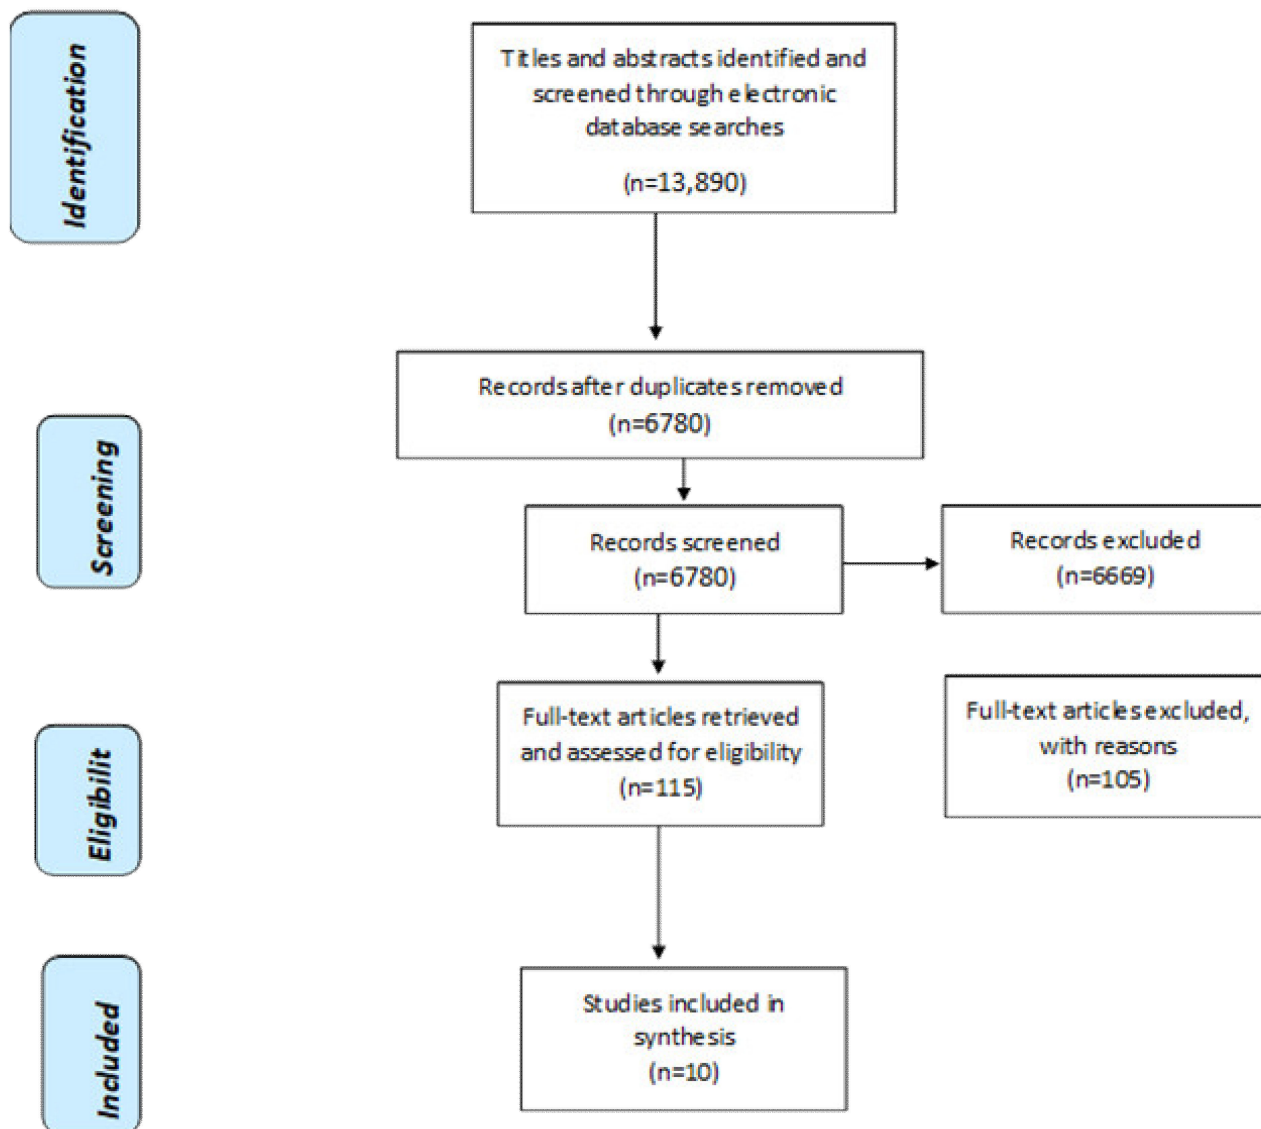 Identification
Titles and abstracts identified and
screened through electronic
database searches
(n=13,890)
Records after duplicates removed
(n=6780)
Screening
Records screened
(n=6780)
Records excluded
(n=6669)
Eligibilit
Full-text articles retrieved
and assessed for eligibility
(n=115)
Full-text articles excluded,
with reasons
(n=105)
Included
Studies included in
synthesis
(n=10)